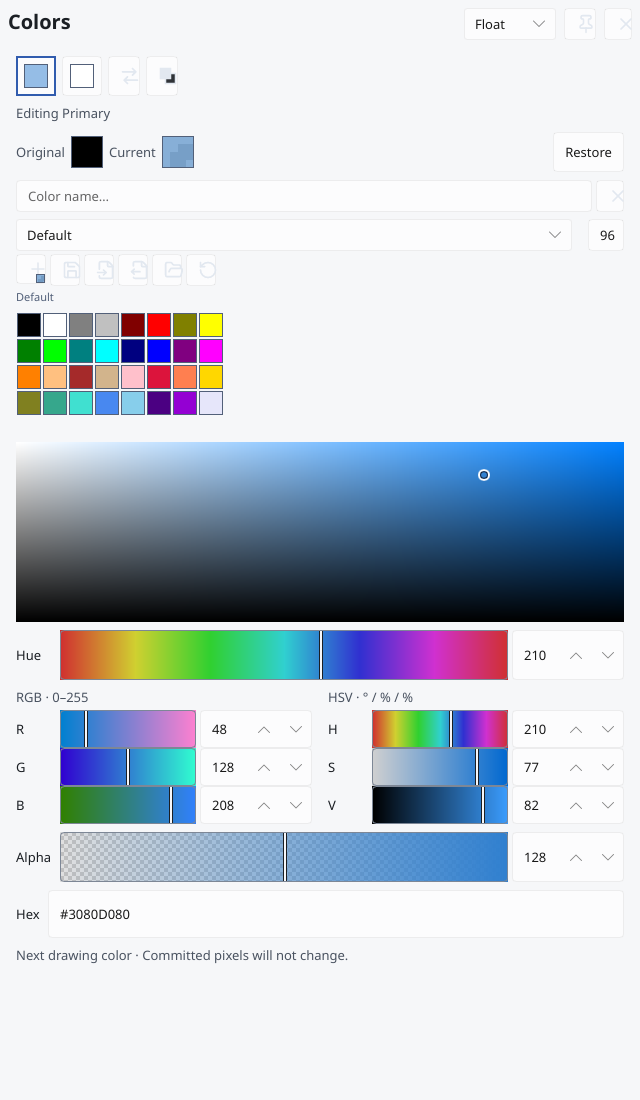 Colors
Float
Editing Primary
Original
Current
Restore
Color name...
Default
96
Default
Hue
210
RGB · 0–255
HSV · ° / % / %
R
48
H
210
G
128
S
77
B
208
V
82
Alpha
128
Hex
#3080D080
Next drawing color · Committed pixels will not change.